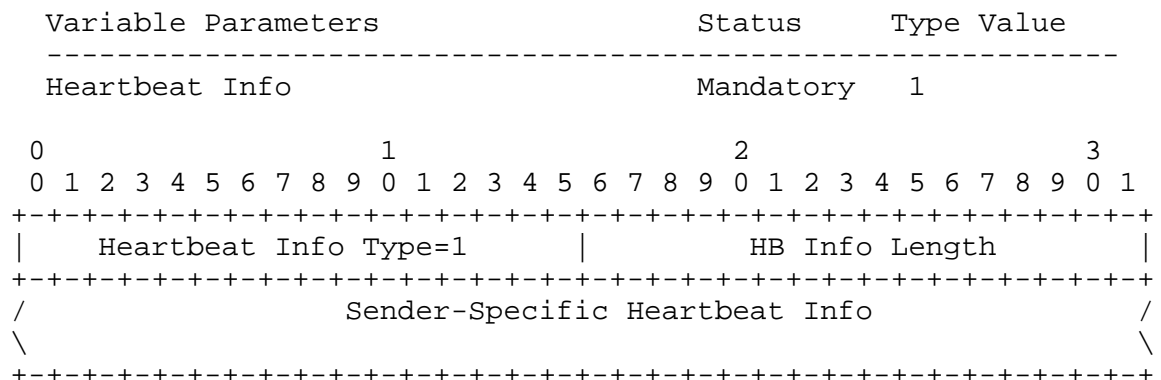 Variable Parameters                  Status     Type Value
-------------------------------------------------------------
Heartbeat Info                       Mandatory   1
 0                   1                   2                   3
 0 1 2 3 4 5 6 7 8 9 0 1 2 3 4 5 6 7 8 9 0 1 2 3 4 5 6 7 8 9 0 1
+-+-+-+-+-+-+-+-+-+-+-+-+-+-+-+-+-+-+-+-+-+-+-+-+-+-+-+-+-+-+-+-+
|    Heartbeat Info Type=1      |         HB Info Length        |
+-+-+-+-+-+-+-+-+-+-+-+-+-+-+-+-+-+-+-+-+-+-+-+-+-+-+-+-+-+-+-+-+
/                  Sender-Specific Heartbeat Info               /
\                                                               \
+-+-+-+-+-+-+-+-+-+-+-+-+-+-+-+-+-+-+-+-+-+-+-+-+-+-+-+-+-+-+-+-+